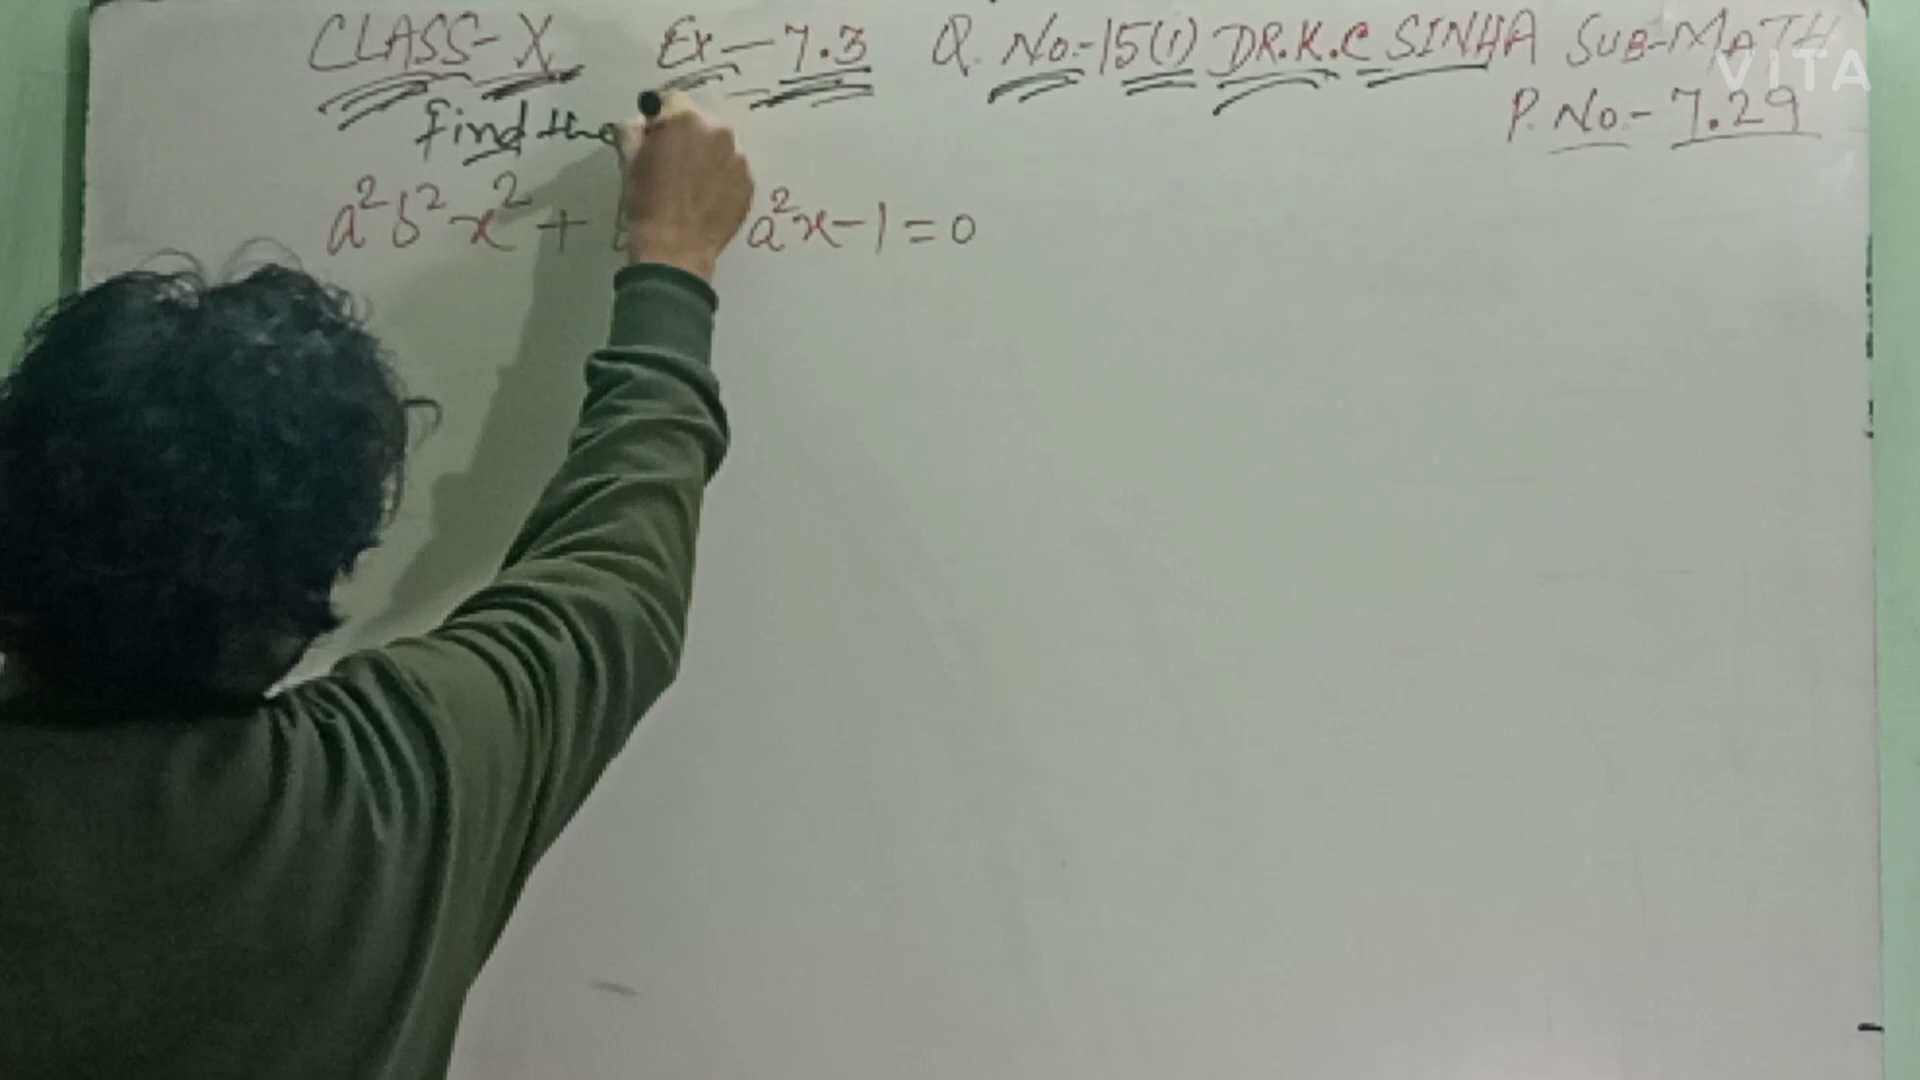 CLASS-X Ex-7.3 Q. No.-15(i) DR.K.C SINHA SUB-MATH
VITA
P. No.- 7.29
find the
a²b²x² + a²x-1=0